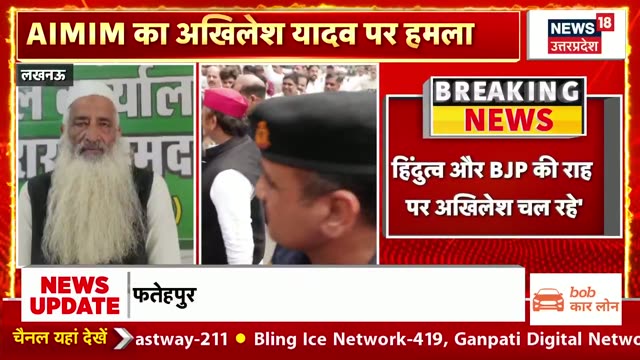 AIMIM का अखिलेश यादव पर हमला
NEWS 18
उत्तरप्रदेश
लखनऊ
BREAKING
NEWS
हिंदुत्व और BJP की राह
पर अखिलेश चल रहे'
NEWS
UPDATE
फतेहपुर
bob
कार लोन
चैनल यहां देखें
astway-211 ● Bling Ice Network-419, Ganpati Digital Netw